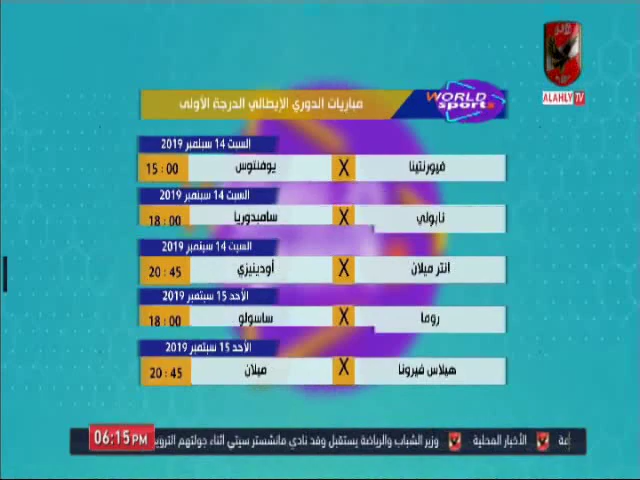 ALAHLY TV
WORLD sports
مباريات الدوري الإيطالي الدرجة الأولى
السبت 14 سبتمبر 2019
فيورنتينا X يوفنتوس 15:00
السبت 14 سبتمبر 2019
نابولي X سامبدوريا 18:00
السبت 14 سبتمبر 2019
انتر ميلان X أودينيزي 20:45
الأحد 15 سبتمبر 2019
روما X ساسولو 18:00
الأحد 15 سبتمبر 2019
هيلاس فيرونا X ميلان 20:45
الأخبار المحلية وزير الشباب والرياضة يستقبل وفد نادي مانشستر سيتي أثناء جولتهم
06:15 PM